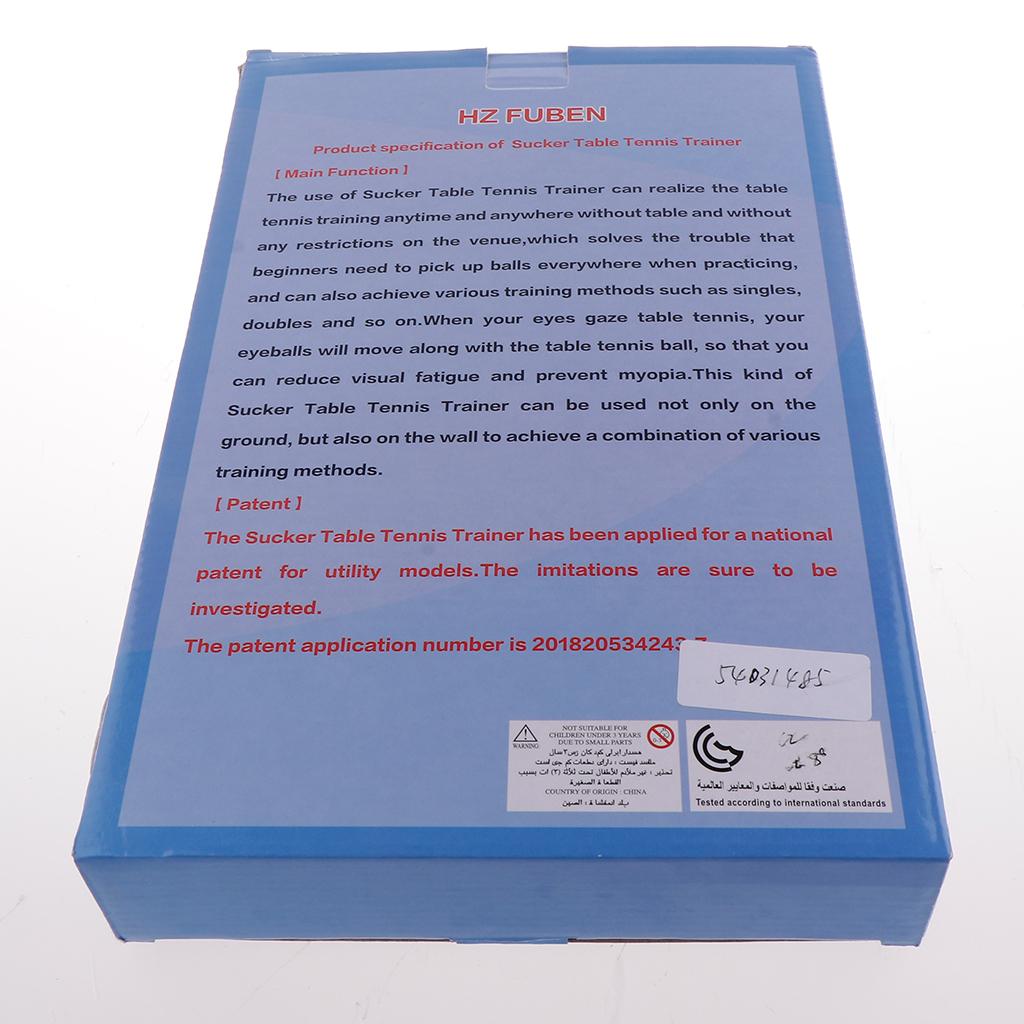 HZ FUBEN
Product specification of Sucker Table Tennis Trainer
[ Main Function ]
The use of Sucker Table Tennis Trainer can realize the table
tennis training anytime and anywhere without table and without
any restrictions on the venue,which solves the trouble that
beginners need to pick up balls everywhere when practicing,
and can also achieve various training methods such as singles,
doubles and so on.When your eyes gaze table tennis, your
eyeballs will move along with the table tennis ball, so that you
can reduce visual fatigue and prevent myopia.This kind of
Sucker Table Tennis Trainer can be used not only on the
ground, but also on the wall to achieve a combination of various
training methods.
[ Patent ]
The Sucker Table Tennis Trainer has been applied for a national
patent for utility models.The imitations are sure to be
investigated.
The patent application number is 201820534243.7
54031485
WARNING
NOT SUITABLE FOR
CHILDREN UNDER 3 YEARS
DUE TO SMALL PARTS
0-3
COUNTRY OF ORIGIN : CHINA
صنعت وفقا للمواصفات والمعايير العالمية
Tested according to international standards